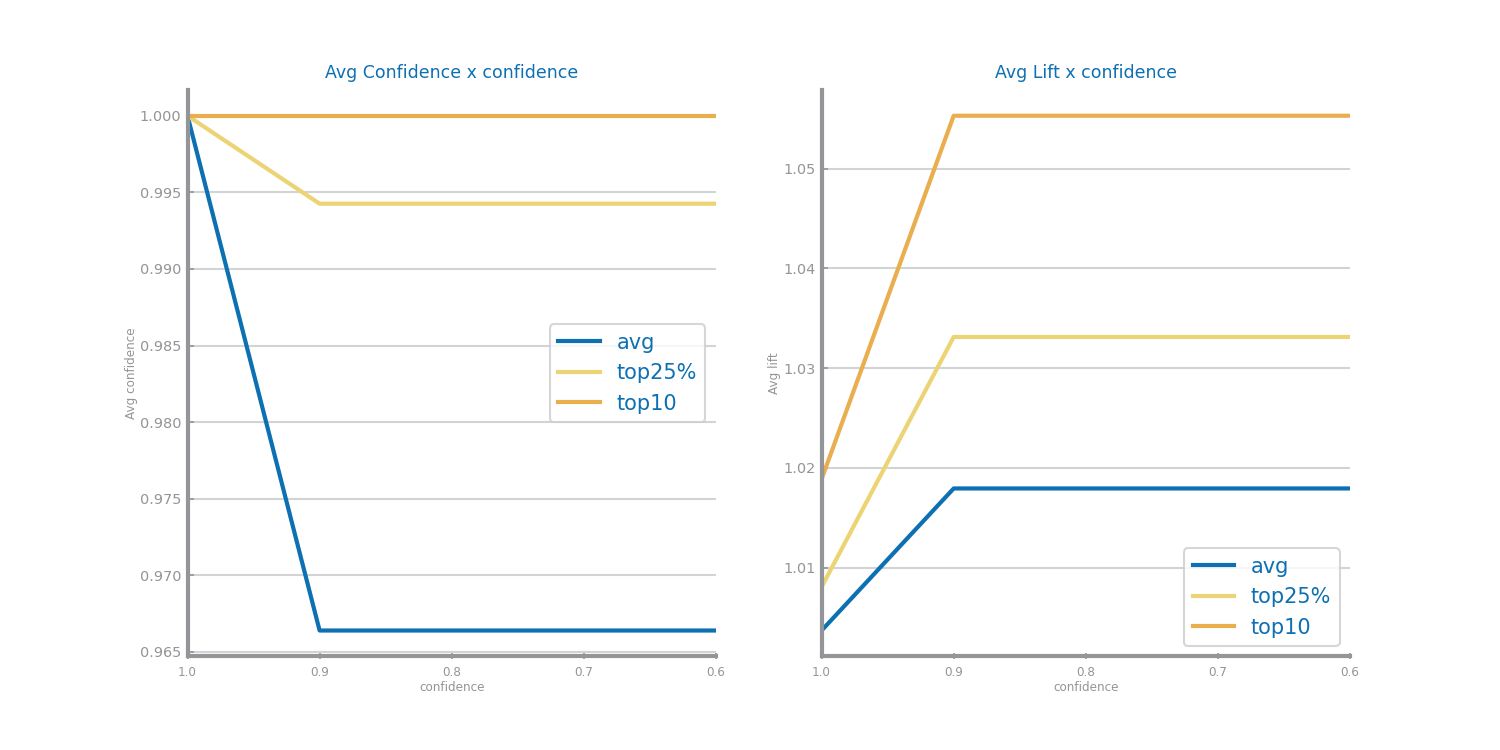 Avg Confidence x confidence
Avg confidence
1.000
0.995
0.990
0.985
0.980
0.975
0.970
0.965
avg
top25%
top10
1.0 0.9 0.8 0.7 0.6
confidence
Avg Lift x confidence
Avg lift
1.05
1.04
1.03
1.02
1.01
avg
top25%
top10
1.0 0.9 0.8 0.7 0.6
confidence